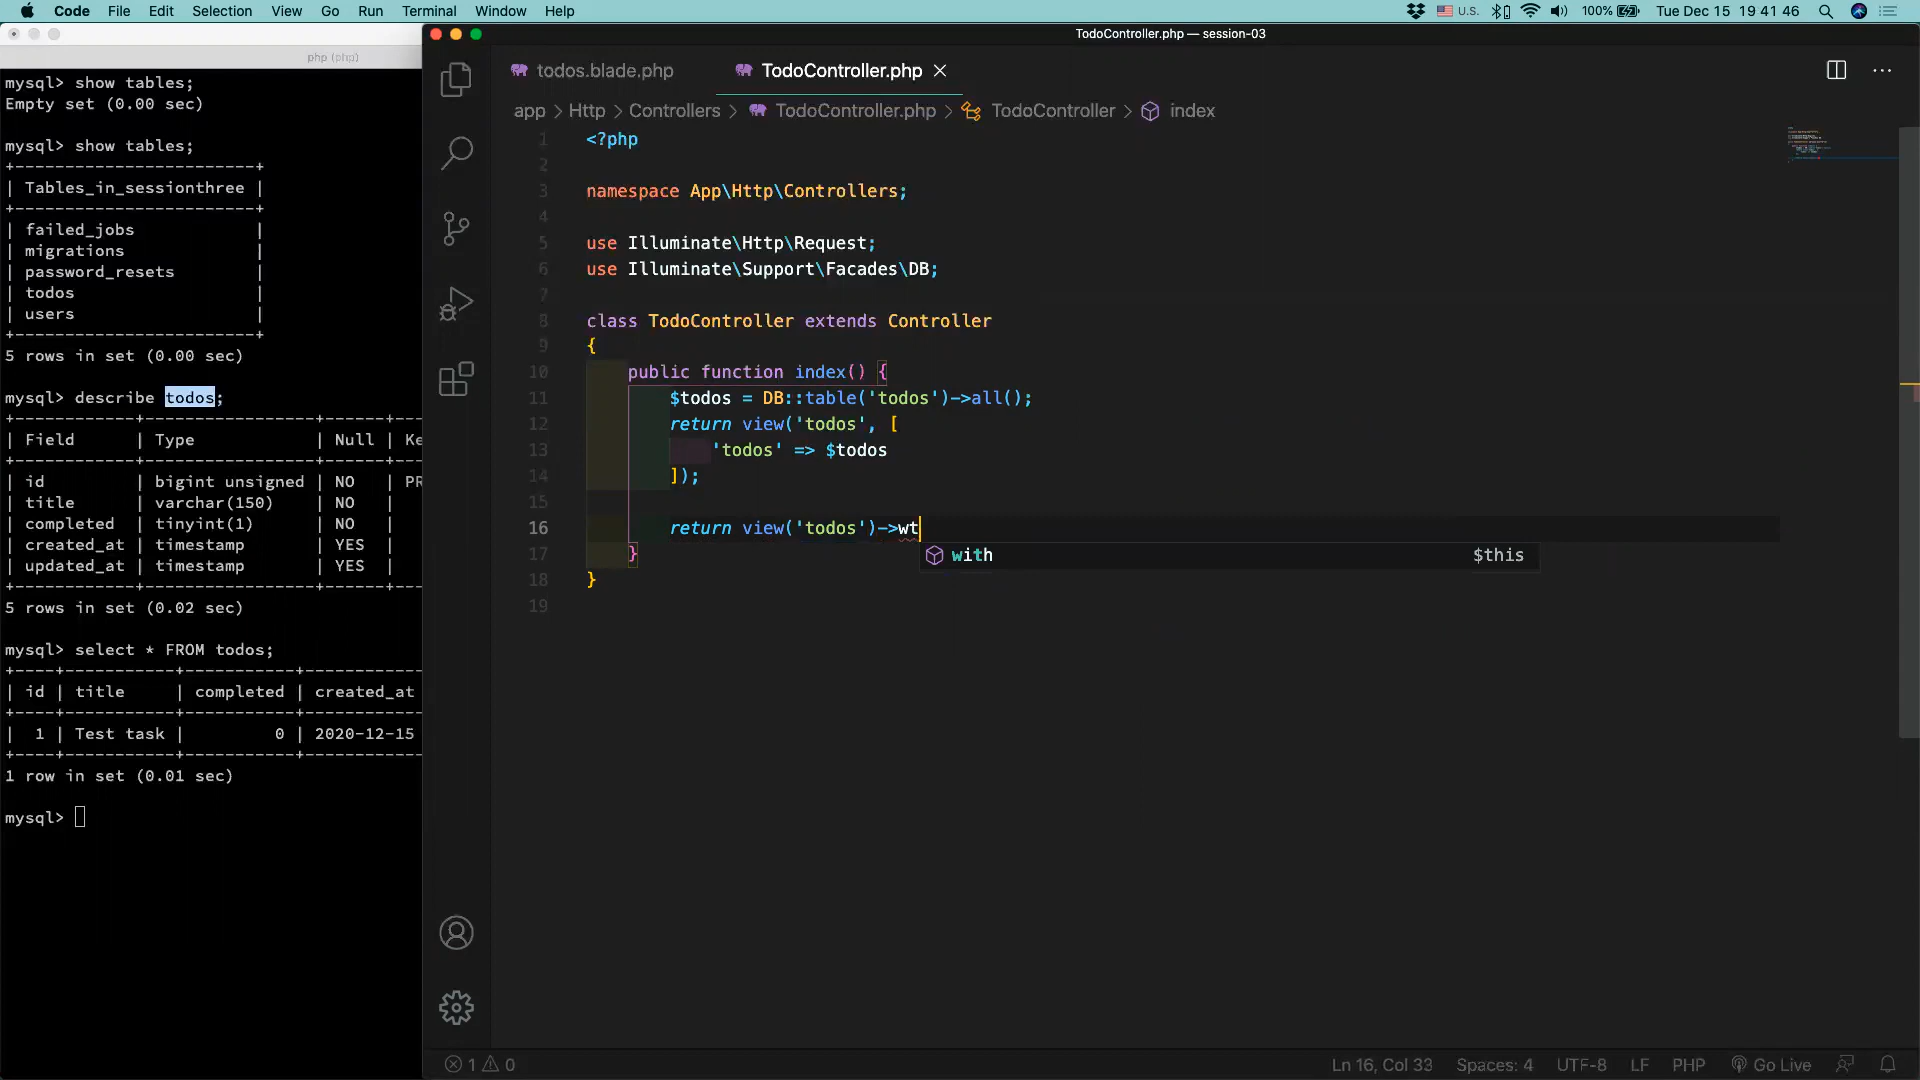 Code File Edit Selection View Go Run Terminal Window Help U.S. 100% Tue Dec 15 19 41 46
php (php)
mysql> show tables;
Empty set (0.00 sec)
mysql> show tables;
+------------------------+
| Tables_in_sessionthree |
+------------------------+
| failed_jobs |
| migrations |
| password_resets |
| todos |
| users |
+------------------------+
5 rows in set (0.00 sec)
mysql> describe todos;
| Field | Type | Null | Ke
| id | bigint unsigned | NO | PR
| title | varchar(150) | NO |
| completed | tinyint(1) | NO |
| created_at | timestamp | YES |
| updated_at | timestamp | YES |
5 rows in set (0.02 sec)
mysql> select * FROM todos;
| id | title | completed | created_at
| 1 | Test task | 0 | 2020-12-15
1 row in set (0.01 sec)
mysql>
TodoController.php — session-03
todos.blade.php TodoController.php
app > Http > Controllers > TodoController.php > TodoController > index
1 <?php
2
3 namespace App\Http\Controllers;
4
5 use Illuminate\Http\Request;
6 use Illuminate\Support\Facades\DB;
7
8 class TodoController extends Controller
9 {
10 public function index() {
11 $todos = DB::table('todos')->all();
12 return view('todos', [
13 'todos' => $todos
14 ]);
15
16 return view('todos')->wt
17 }
with $this
18 }
19
1 0 Ln 16, Col 33 Spaces: 4 UTF-8 LF PHP Go Live